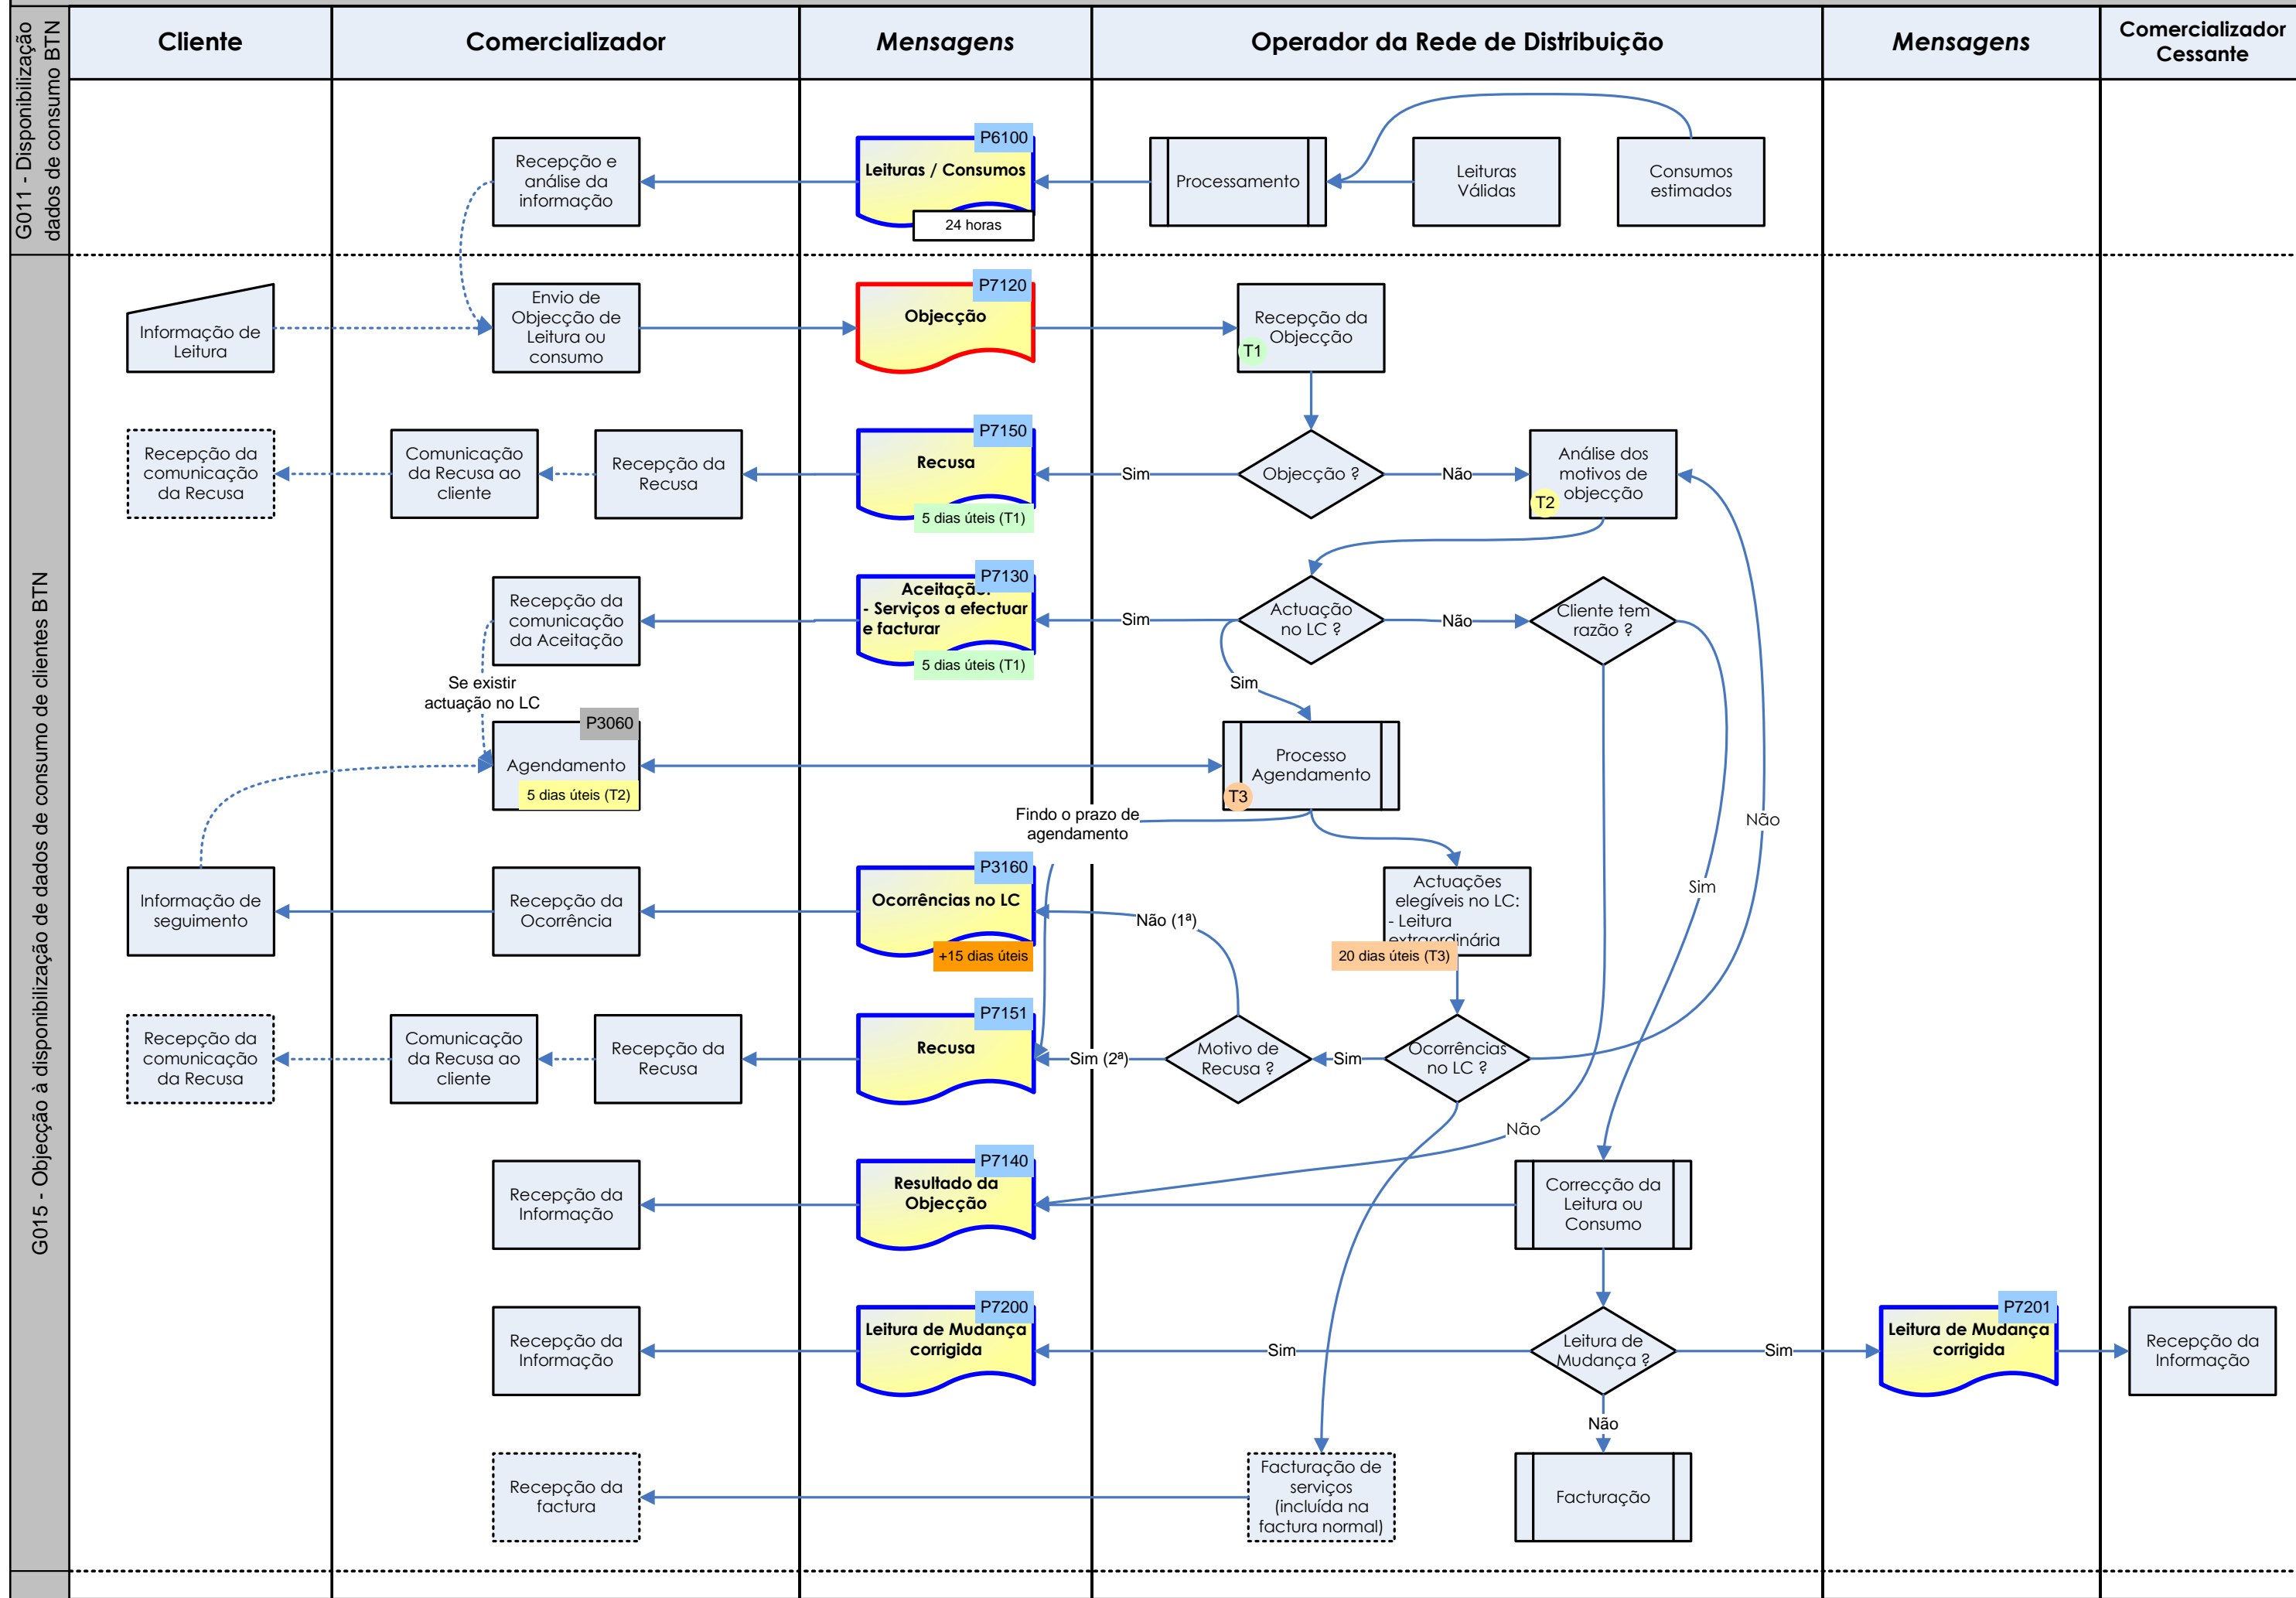 G011 - Disponibilização
dados de consumo BTN
Cliente
Comercializador
Mensagens
Operador da Rede de Distribuição
Mensagens
Comercializador
Cessante
Recepção e
análise da
informação
P6100
Leituras / Consumos
24 horas
Processamento
Leituras
Válidas
Consumos
estimados
G015 - Objecção à disponibilização de dados de consumo de clientes BTN
Informação de
Leitura
Envio de
Objecção de
Leitura ou
consumo
P7120
Objecção
Recepção da
Objecção
T1
Recepção da
comunicação
da Recusa
Comunicação
da Recusa ao
cliente
Recepção da
Recusa
P7150
Recusa
5 dias úteis (T1)
Sim
Objecção ?
Não
Análise dos
motivos de
objecção
T2
Recepção da
comunicação
da Aceitação
P7130
- Serviços a efectuar
e facturar
5 dias úteis (T1)
Sim
Actuação
no LC ?
Não
Cliente tem
razão ?
Se existir
actuação no LC
Sim
P3060
Agendamento
5 dias úteis (T2)
Processo
Agendamento
T3
Findo o prazo de
agendamento
Não
Informação de
seguimento
Recepção da
Ocorrência
P3160
Ocorrências no LC
+15 dias úteis
Não (1ª)
Actuações
elegíveis no LC:
- Leitura
extraordinária
20 dias úteis (T3)
Sim
Recepção da
comunicação
da Recusa
Comunicação
da Recusa ao
cliente
Recepção da
Recusa
P7151
Recusa
Sim (2ª)
Motivo de
Recusa ?
Sim
Ocorrências
no LC ?
Não
Recepção da
Informação
P7140
Resultado da
Objecção
Correcção da
Leitura ou
Consumo
Recepção da
Informação
P7200
Leitura de Mudança
corrigida
Sim
Leitura de
Mudança ?
Sim
P7201
Leitura de Mudança
corrigida
Recepção da
Informação
Não
Recepção da
factura
Facturação de
serviços
(incluída na
factura normal)
Facturação